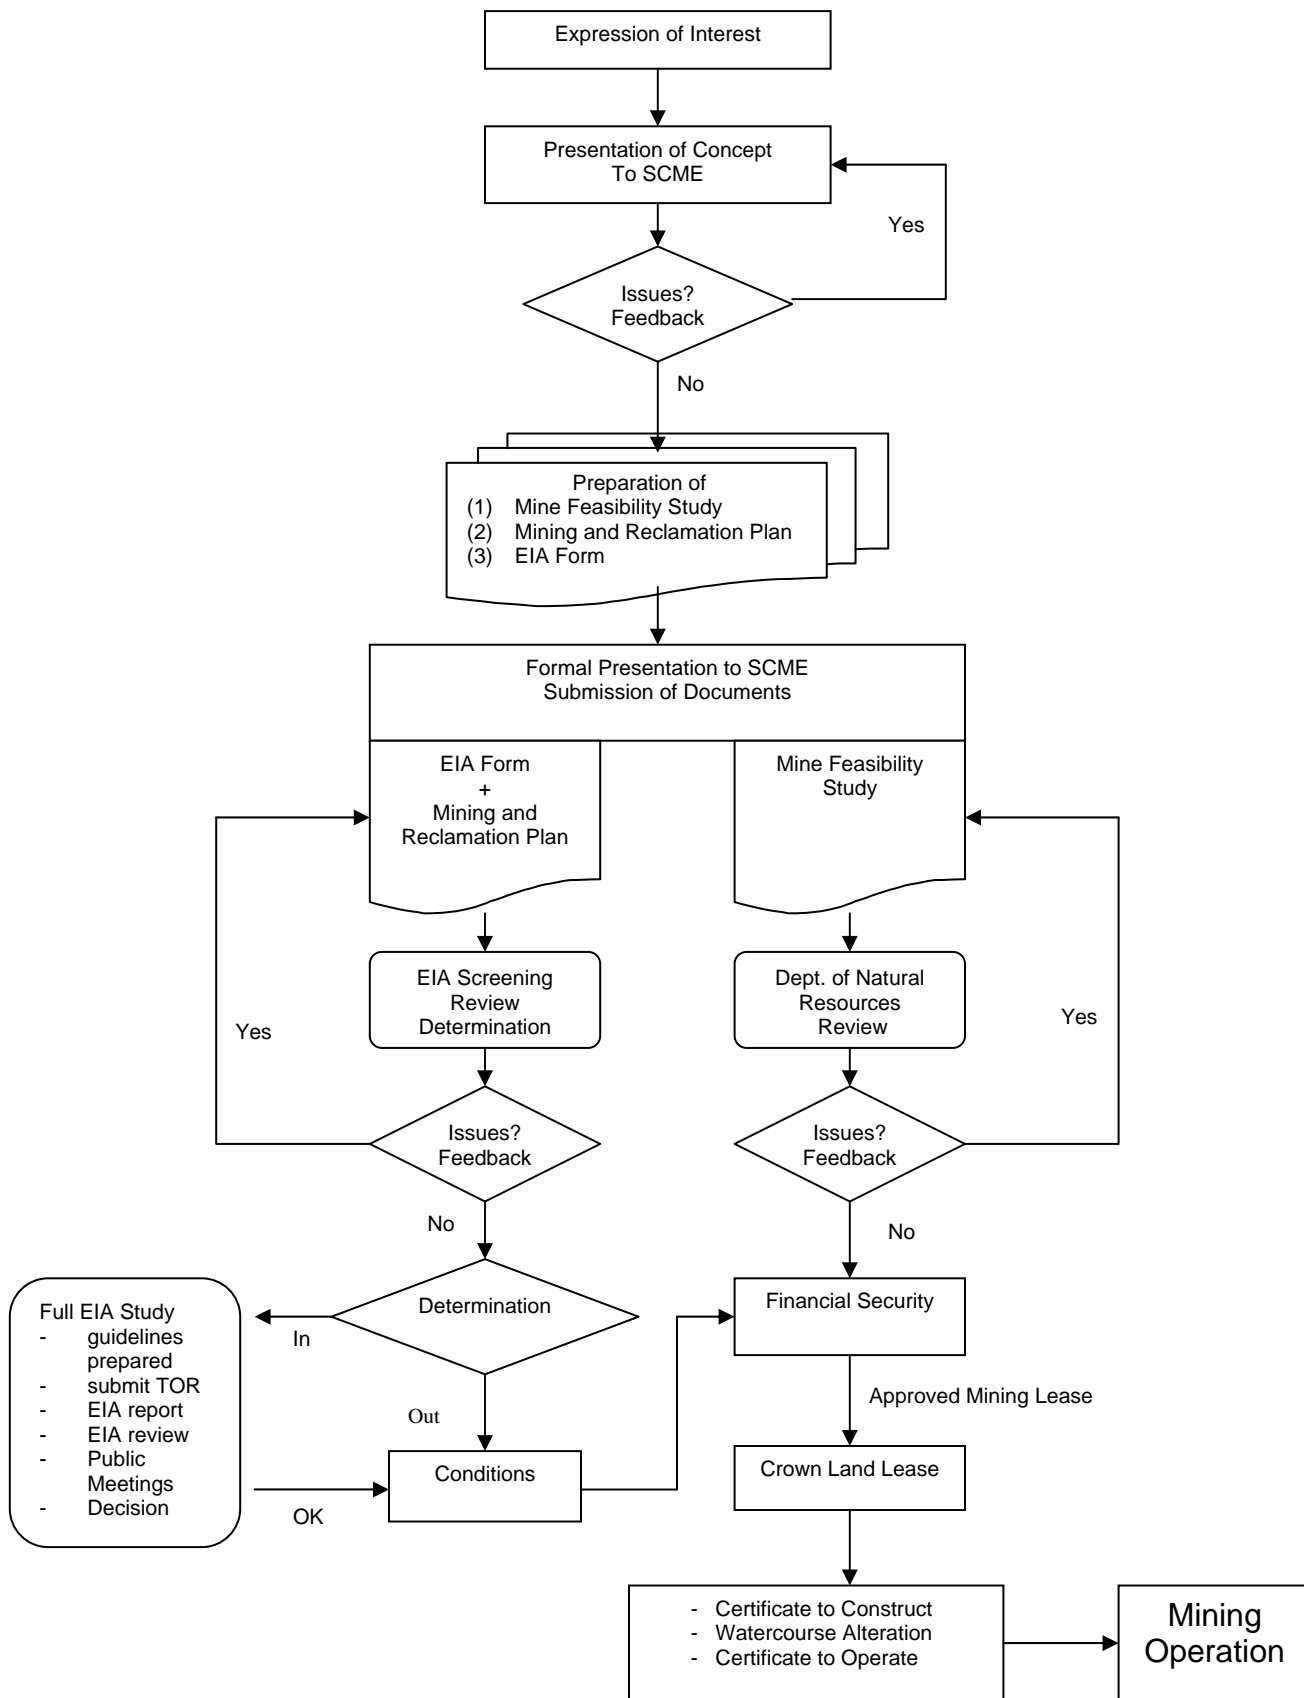 Expression of Interest
Presentation of Concept
To SCME
Yes
Issues?
Feedback
No
Preparation of
(1) Mine Feasibility Study
(2) Mining and Reclamation Plan
(3) EIA Form
Formal Presentation to SCME
Submission of Documents
EIA Form
+
Mining and
Reclamation Plan
Mine Feasibility
Study
EIA Screening
Review
Determination
Dept. of Natural
Resources
Review
Yes
Yes
Issues?
Feedback
Issues?
Feedback
No
No
Determination
In
Out
Full EIA Study
- guidelines
prepared
- submit TOR
- EIA report
- EIA review
- Public
Meetings
- Decision
OK
Conditions
Financial Security
Approved Mining Lease
Crown Land Lease
- Certificate to Construct
- Watercourse Alteration
- Certificate to Operate
Mining
Operation